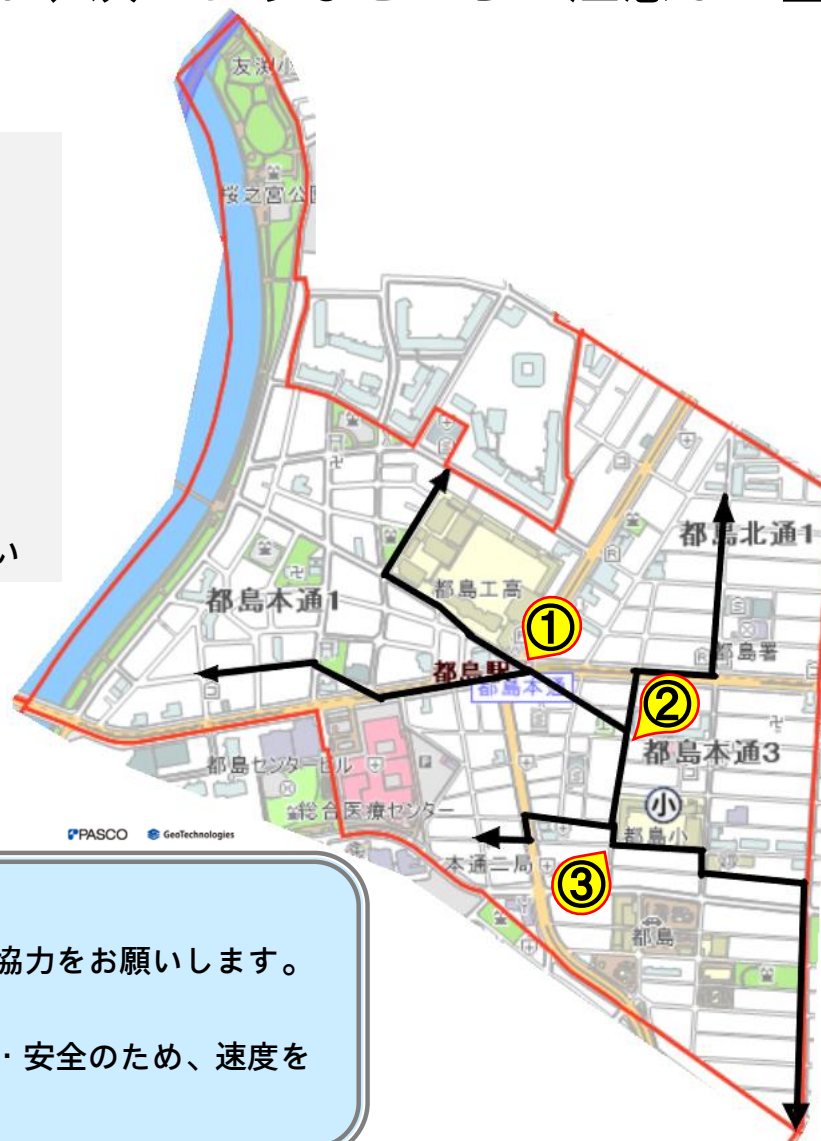 友渕小
桜之宮公
い
都島北通1
都島工高
都島本通1
①
都島署
都島駅
都島本通
②
都島本通3
都島センタービル
小
総合医療センター
都島小
PASCO GeoTechnologies
本通二局
③
都島
協力をお願いします。
・安全のため、速度を